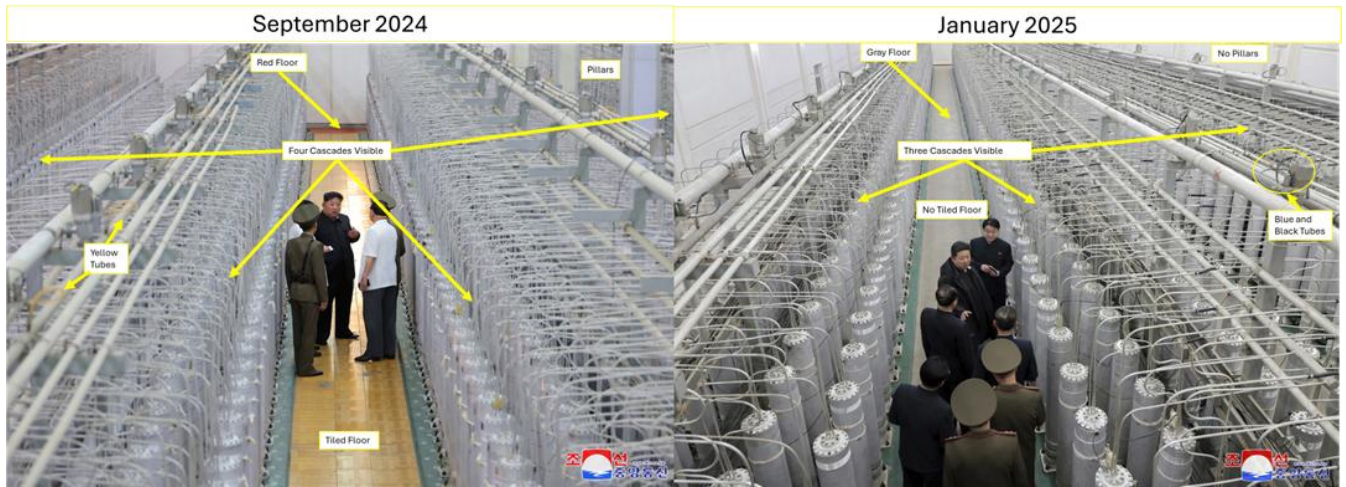 September 2024
January 2025
Red Floor
Pillars
Four Cascades Visible
Yellow
Tubes
Tiled Floor
Gray Floor
No Pillars
Three Cascades Visible
No Tiled Floor
Blue and
Black Tubes
조선
중앙통신
조선
중앙통신